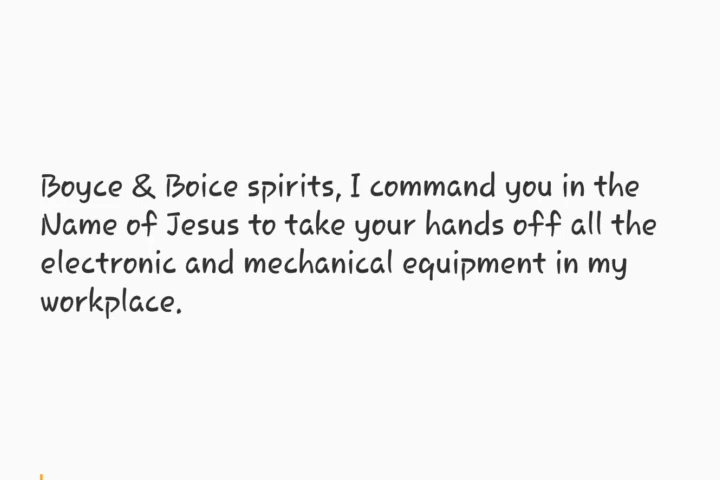 Boyce & Boice spirits, I command you in the
Name of Jesus to take your hands off all the
electronic and mechanical equipment in my
workplace.